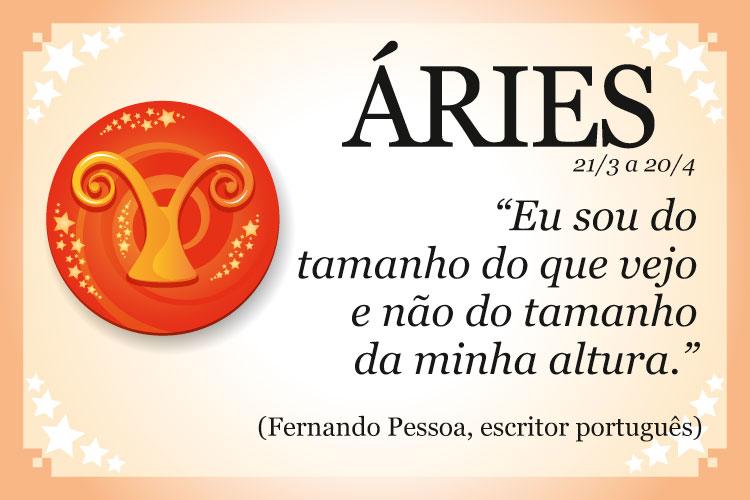 ÁRIES
21/3 a 20/4
“Eu sou do
tamanho do que vejo
e não do tamanho
da minha altura.”
(Fernando Pessoa, escritor português)